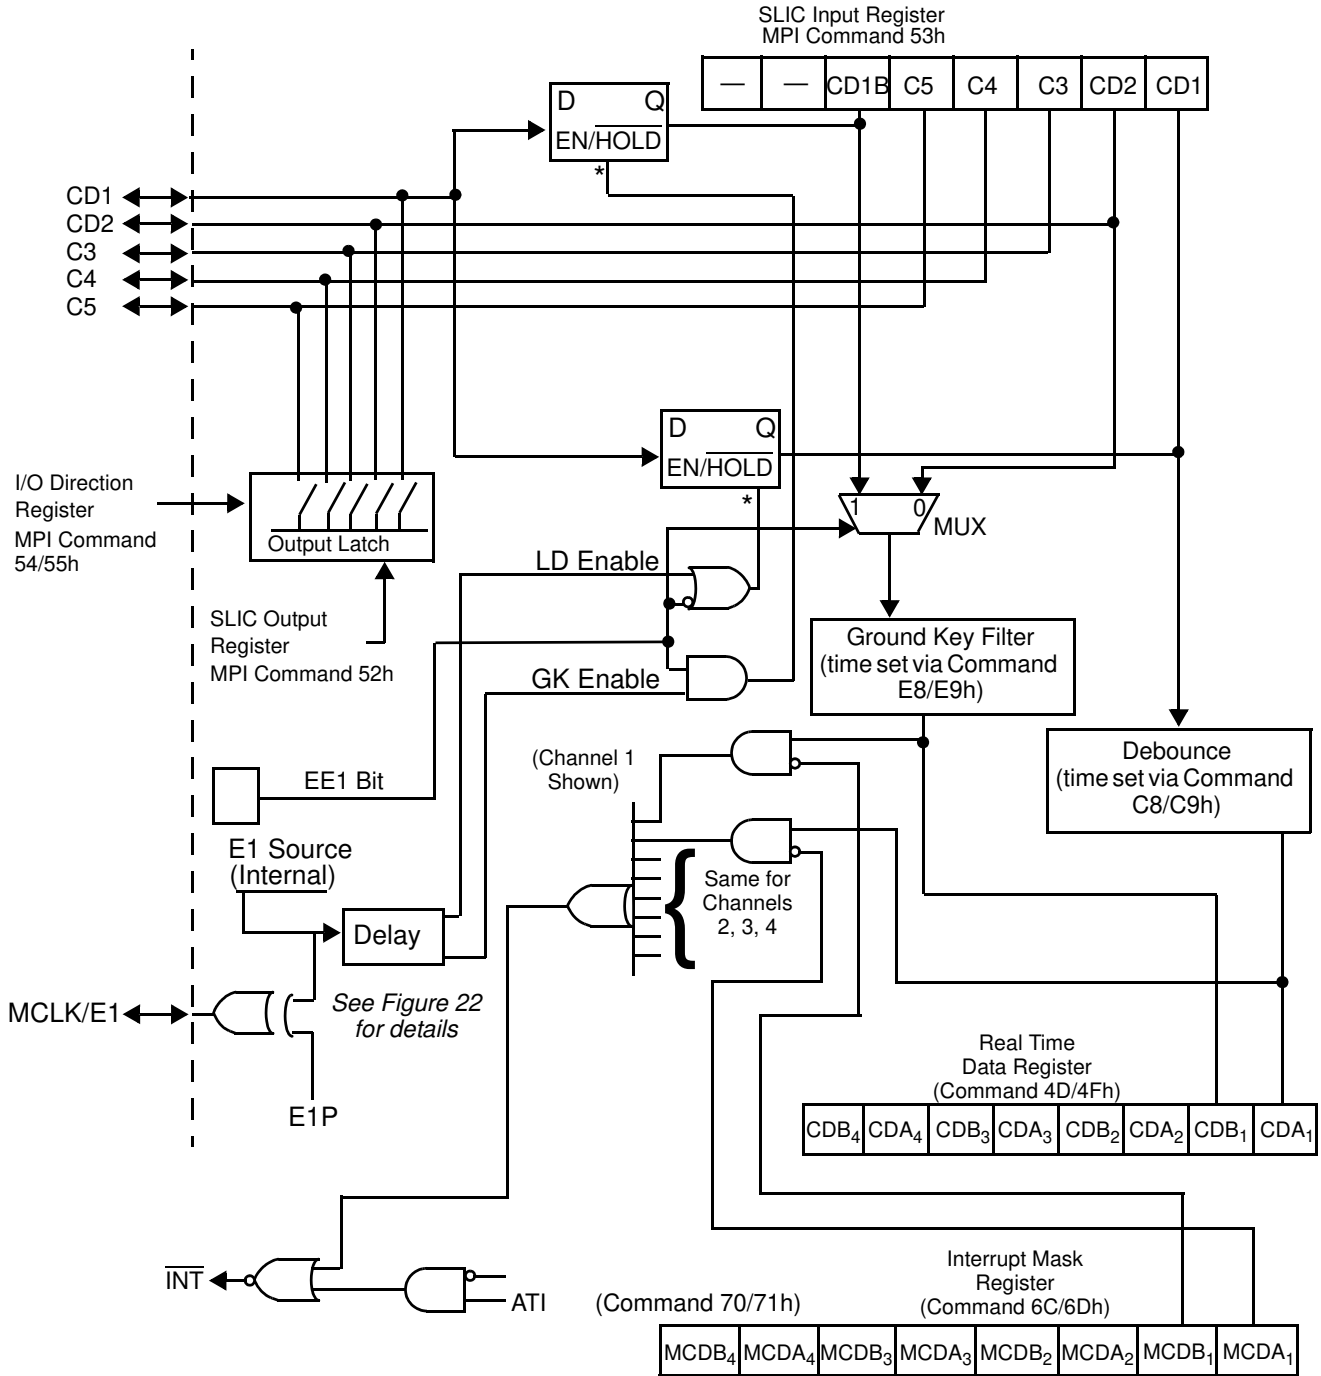 SLIC Input Register
MPI Command 53h
— — CD1B C5 C4 C3 CD2 CD1
D Q
EN/HOLD
*
CD1
CD2
C3
C4
C5
D Q
EN/HOLD
*
I/O Direction
Register
MPI Command
54/55h
Output Latch
1 0
MUX
LD Enable
SLIC Output
Register
MPI Command 52h
GK Enable
Ground Key Filter
(time set via Command
E8/E9h)
(Channel 1
Shown)
Debounce
(time set via Command
C8/C9h)
EE1 Bit
E1 Source
(Internal)
Same for
Channels
2, 3, 4
{
Delay
See Figure 22
for details
MCLK/E1
E1P
Real Time
Data Register
(Command 4D/4Fh)
CDB4 CDA4 CDB3 CDA3 CDB2 CDA2 CDB1 CDA1
INT
ATI
(Command 70/71h)
Interrupt Mask
Register
(Command 6C/6Dh)
MCDB4 MCDA4 MCDB3 MCDA3 MCDB2 MCDA2 MCDB1 MCDA1